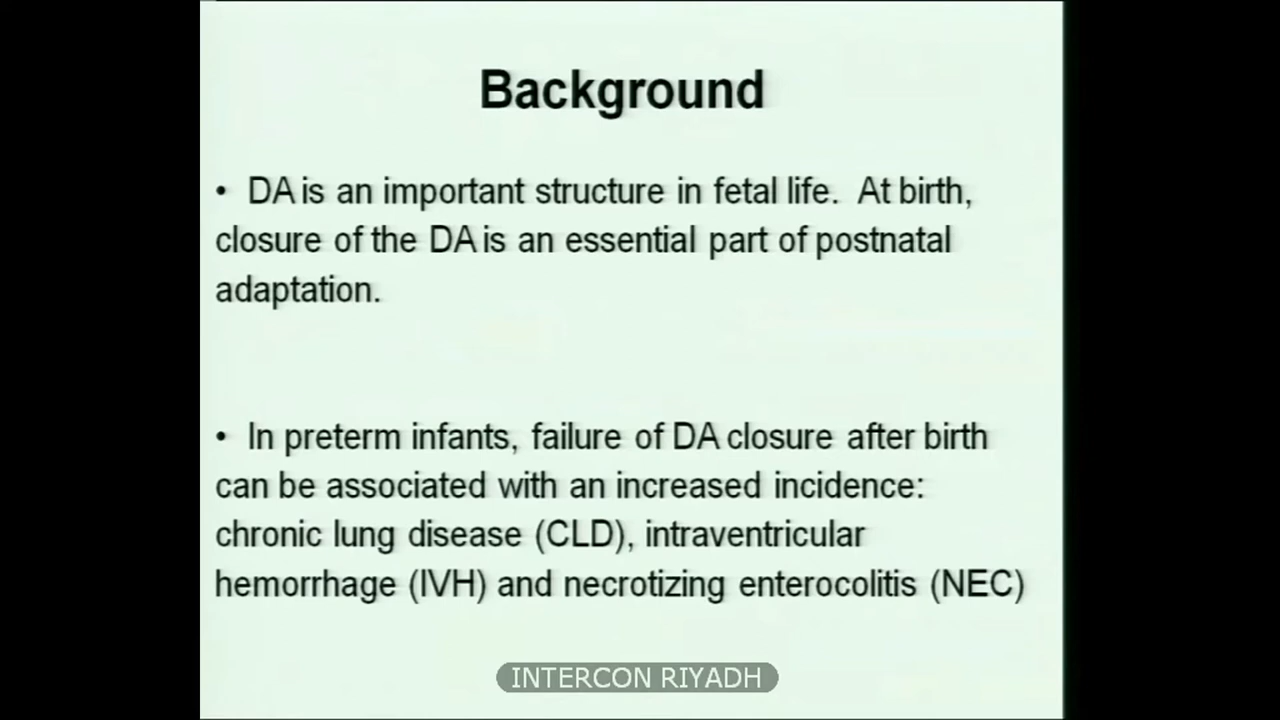 Background
• DA is an important structure in fetal life. At birth,
closure of the DA is an essential part of postnatal
adaptation.
• In preterm infants, failure of DA closure after birth
can be associated with an increased incidence:
chronic lung disease (CLD), intraventricular
hemorrhage (IVH) and necrotizing enterocolitis (NEC)
INTERCON RIYADH